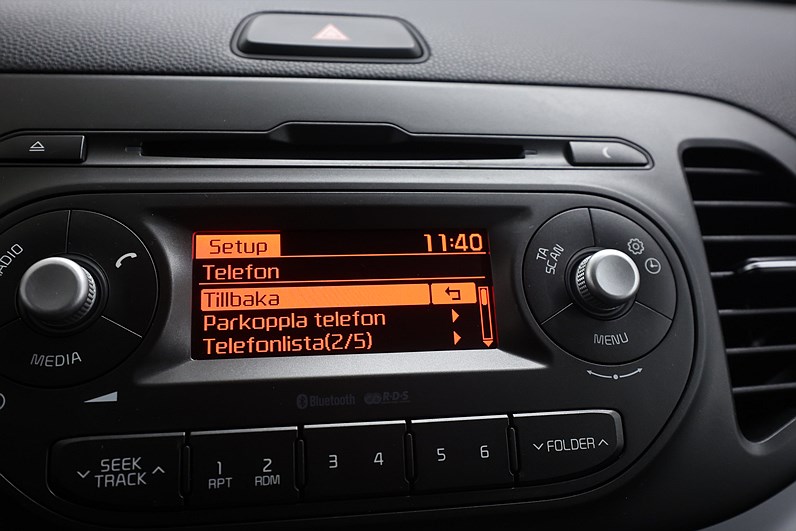 Setup 11:40
Telefon
Tillbaka
Parkoppla telefon
Telefonlista(2/5)
RADIO
MEDIA
TA
SCAN
MENU
Bluetooth R·D·S
SEEK
TRACK
1 RPT
2 RDM
3 4
5 6
FOLDER